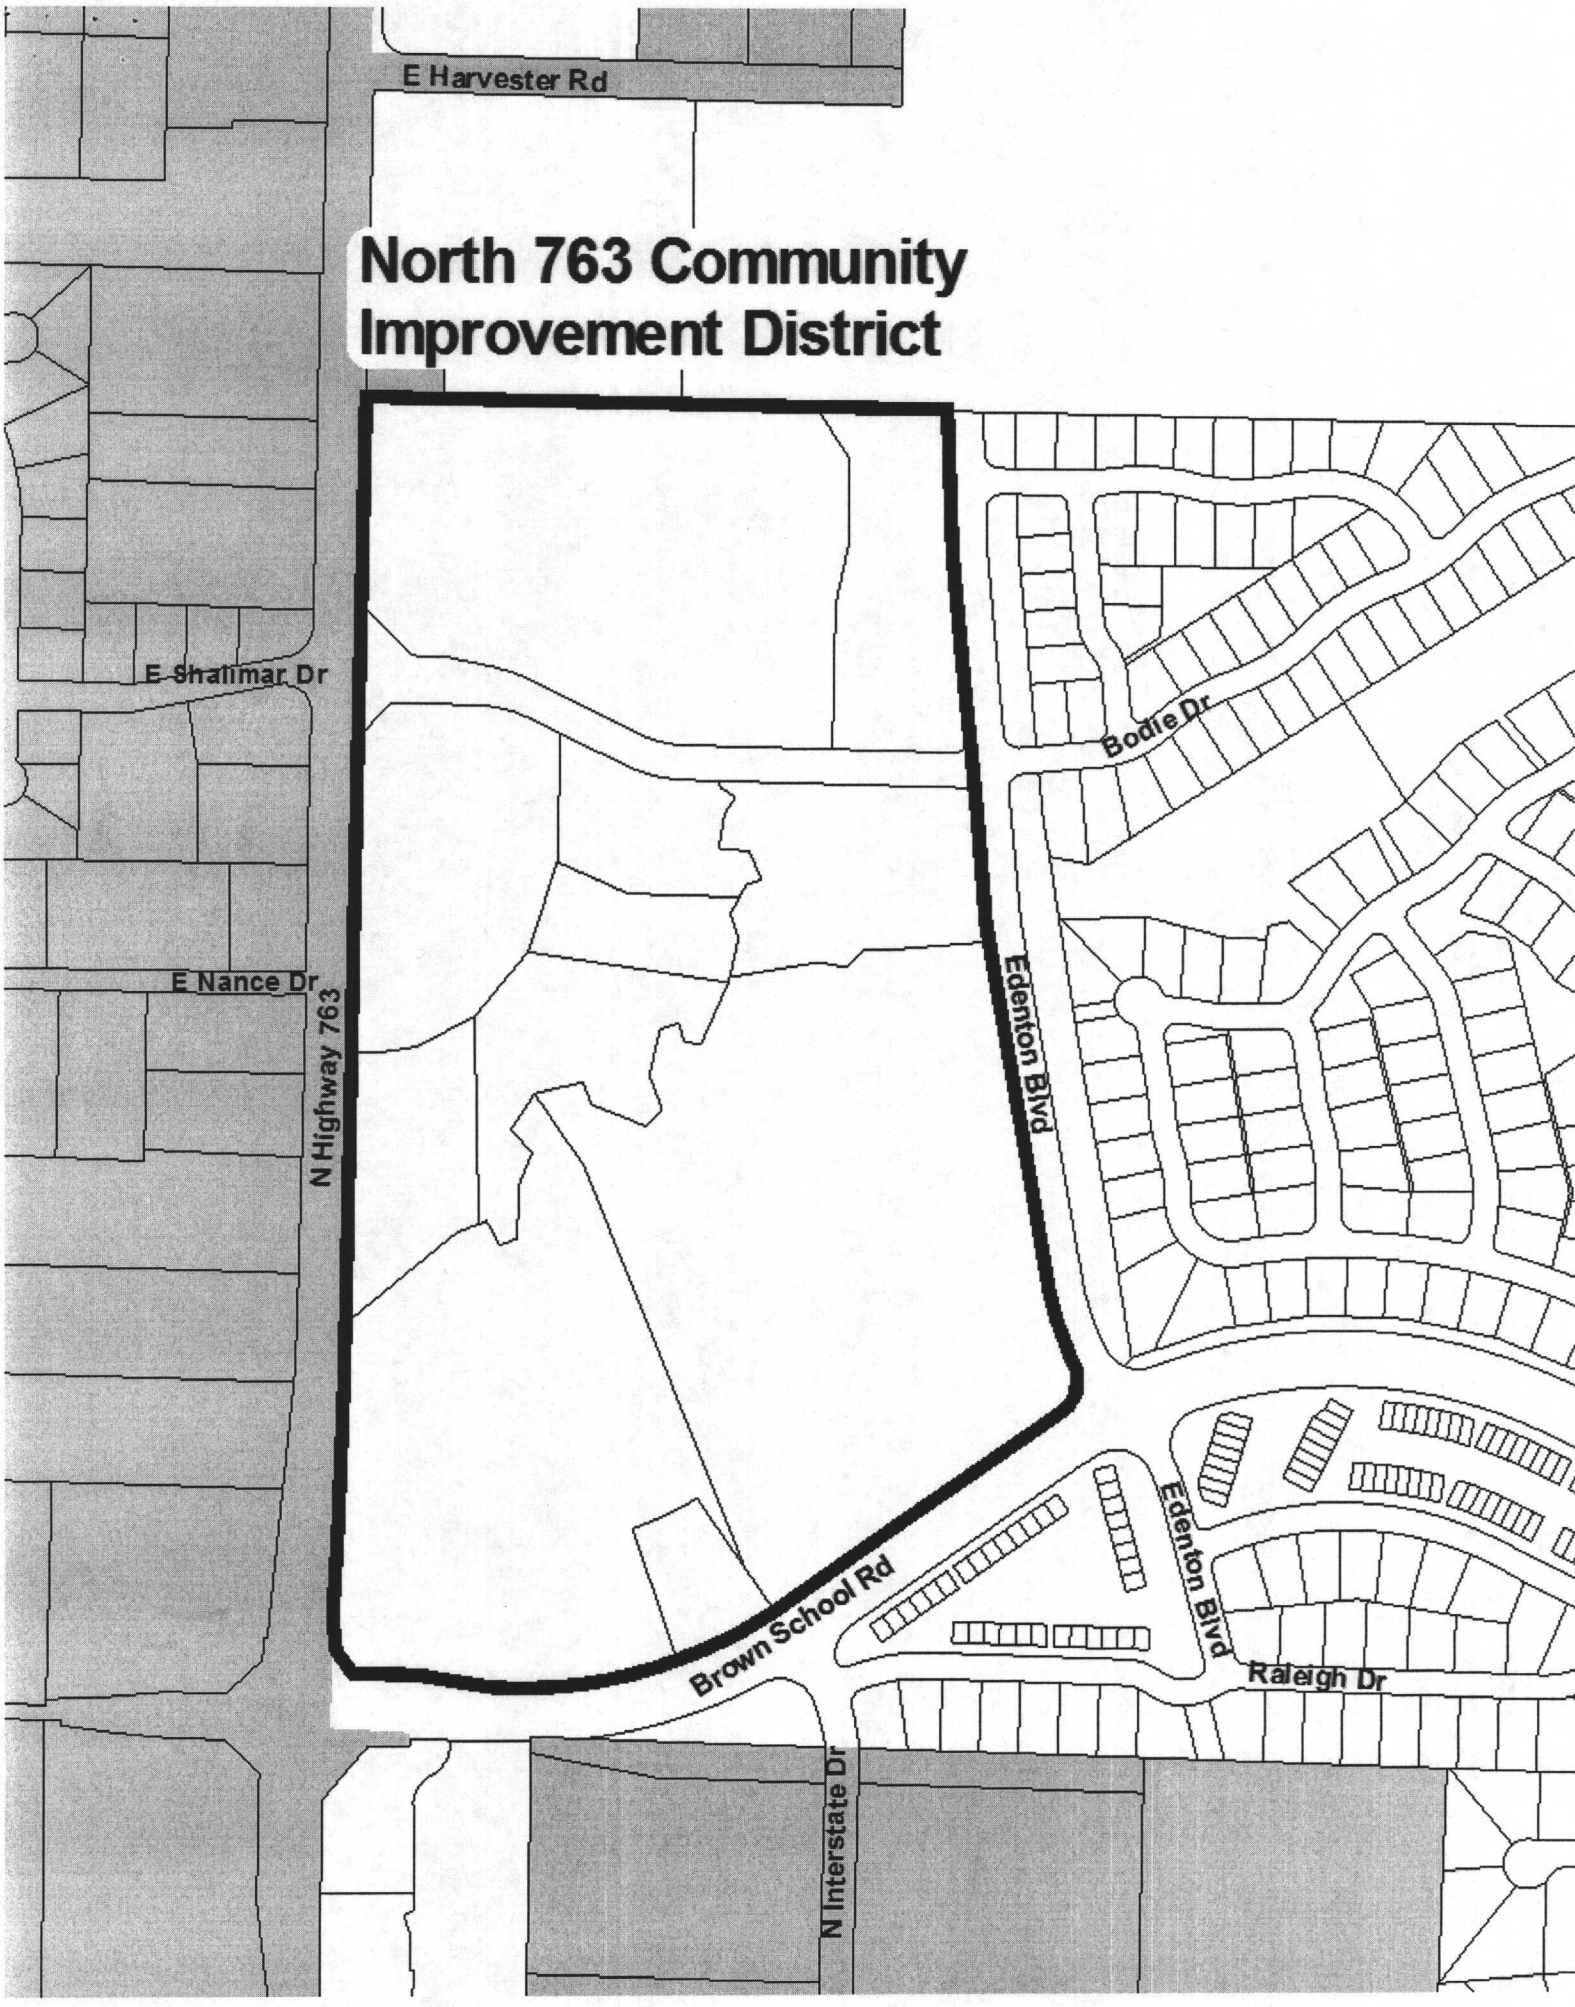 E Harvester Rd
North 763 Community
Improvement District
E Shalimar Dr
Bodie Dr
E Nance Dr
N Highway 763
Edenton Blvd
Edenton Blvd
Brown School Rd
Raleigh Dr
N Interstate Dr